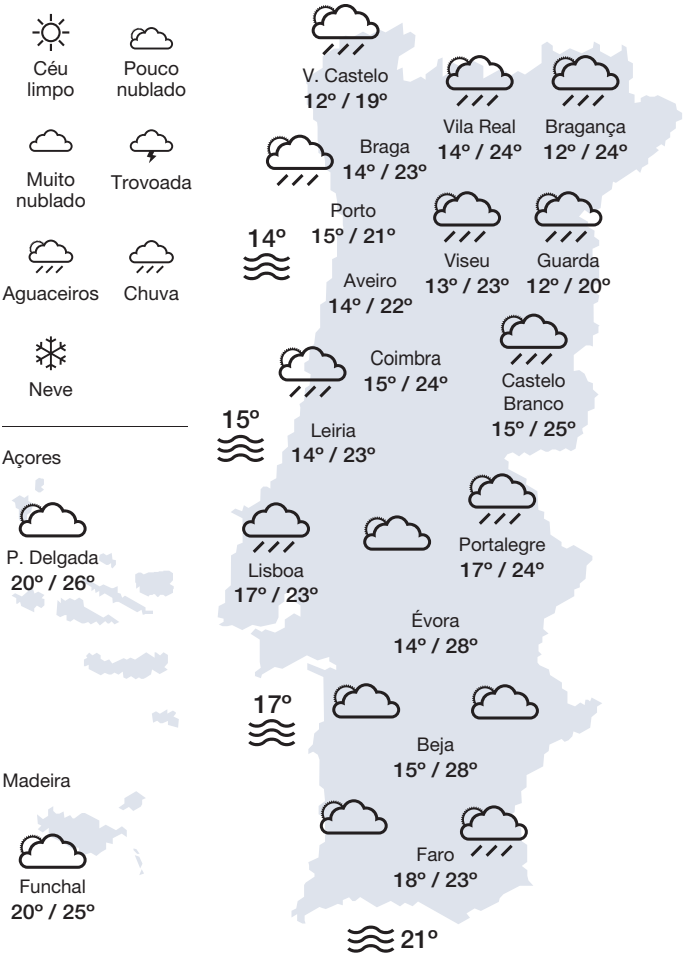 Céu
limpo
Pouco
nublado
Muito
nublado
Trovoada
Aguaceiros
Chuva
Neve
Açores
P. Delgada
20º / 26º
Madeira
Funchal
20º / 25º
V. Castelo
12º / 19º
Vila Real
14º / 24º
Bragança
12º / 24º
Braga
14º / 23º
Porto
15º / 21º
14º
Viseu
13º / 23º
Guarda
12º / 20º
Aveiro
14º / 22º
Coimbra
15º / 24º
Castelo
Branco
15º / 25º
15º
Leiria
14º / 23º
Lisboa
17º / 23º
Portalegre
17º / 24º
Évora
14º / 28º
17º
Beja
15º / 28º
Faro
18º / 23º
21º